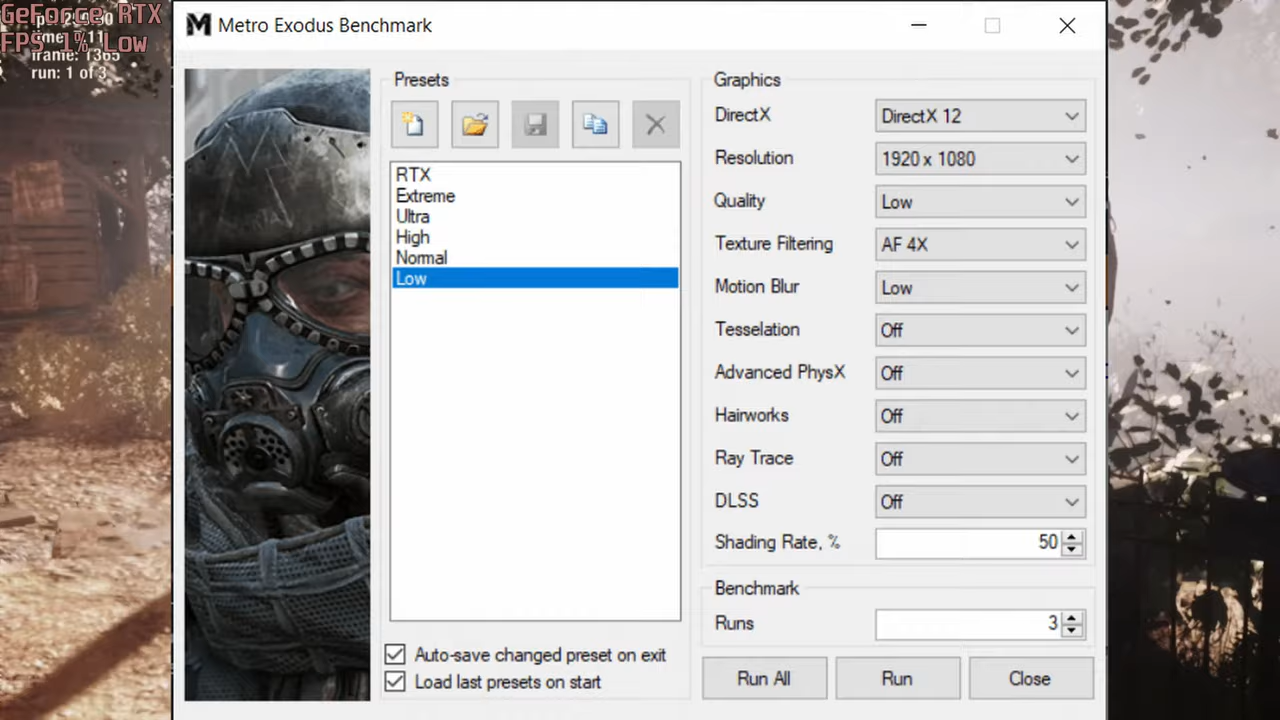 GeForce RTX
FPS 1% Low
frame: 1365
run: 1 of 3
Metro Exodus Benchmark
Presets
RTX
Extreme
Ultra
High
Normal
Low
Auto-save changed preset on exit
Load last presets on start
Graphics
DirectX DirectX 12
Resolution 1920 x 1080
Quality Low
Texture Filtering AF 4X
Motion Blur Low
Tesselation Off
Advanced PhysX Off
Hairworks Off
Ray Trace Off
DLSS Off
Shading Rate, % 50
Benchmark
Runs 3
Run All Run Close